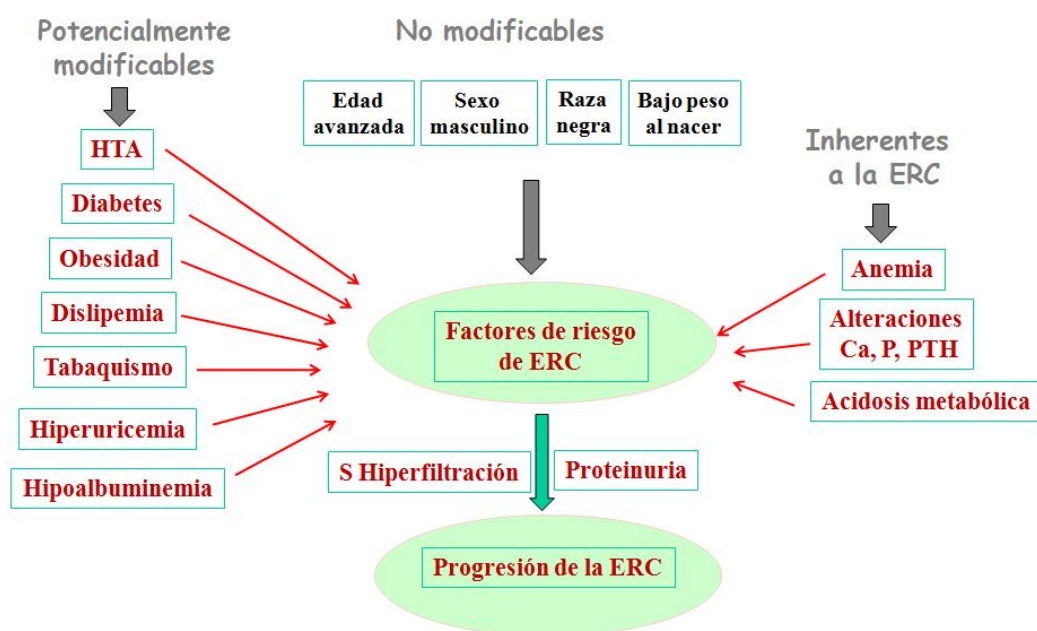 Potencialmente
modificables
No modificables
Edad
avanzada
Sexo
masculino
Raza
negra
Bajo peso
al nacer
Inherentes
a la ERC
HTA
Diabetes
Obesidad
Dislipemia
Tabaquismo
Hiperuricemia
Hipoalbuminemia
Anemia
Alteraciones
Ca, P, PTH
Acidosis metabólica
Factores de riesgo
de ERC
S Hiperfiltración
Proteinuria
Progresión de la ERC